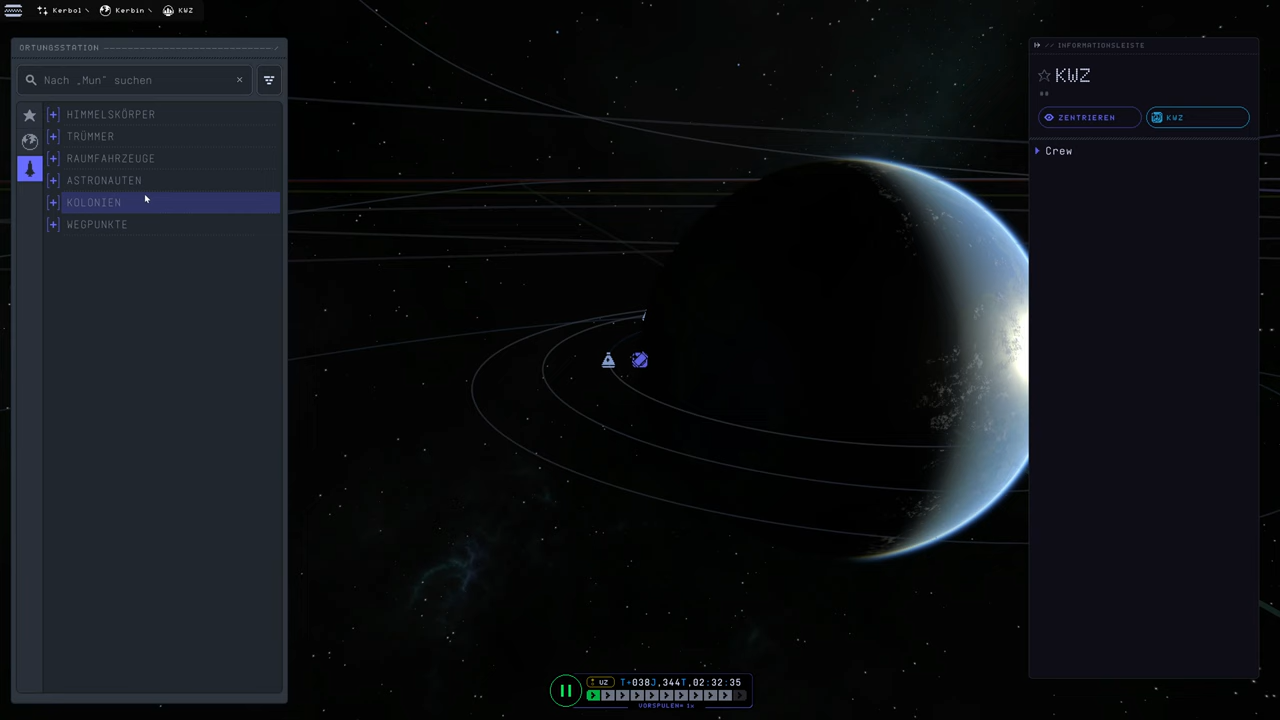 Kerbol
Kerbin
KWZ
ORTUNGSSTATION
Nach „Mun“ suchen
HIMMELSKÖRPER
TRÜMMER
RAUMFAHRZEUGE
ASTRONAUTEN
KOLONIEN
WEGPUNKTE
// INFORMATIONSLEISTE
KWZ
ZENTRIEREN
KWZ
Crew
UZ T+038J,344T,02:32:35
VORSPULEN= 1x